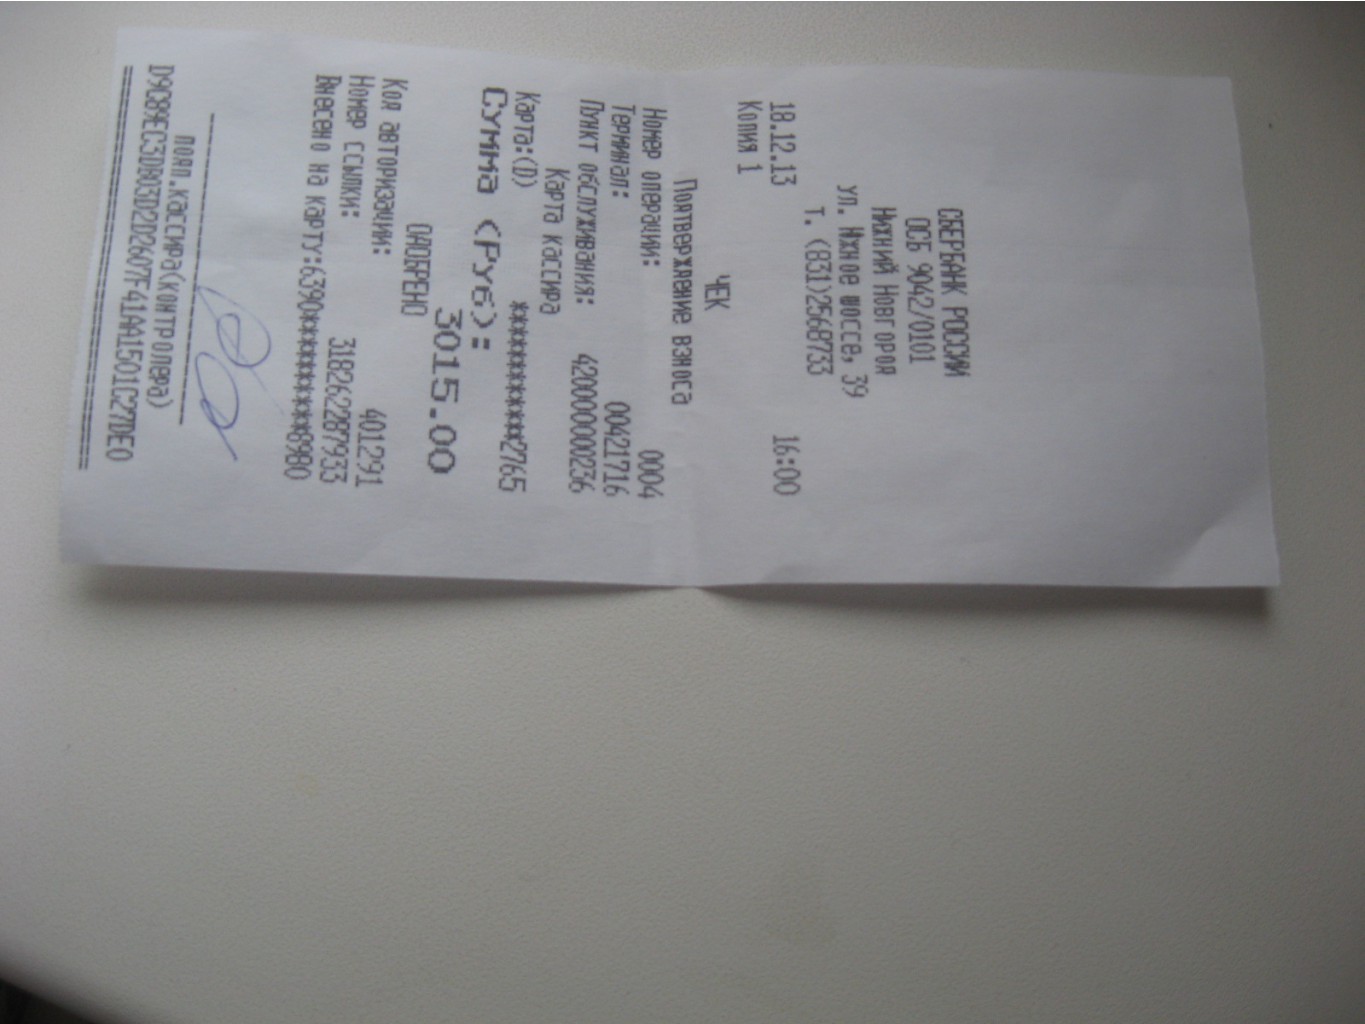 СБЕРБАНК РОССИИ
ОСБ 9042/0101
Нижний Новгород
ул. Южное шоссе, 39
Т. (831)2568733
18.12.13 16:00
Копия 1
ЧЕК
Подтверждение взноса
Номер операции: 0004
Терминал: 00421716
Пункт обслуживания: 420000000236
Карта кассира
Карта:(D) ************2765
Сумма (Руб):
3015.00
ОДОБРЕНО
Код авторизации: 401291
Номер ссылки: 318262287933
Внесено на карту:6390**********8980
подп.кассира(контролера)
D9C89EC3DB03D2D2607F41AA1501C27DE0